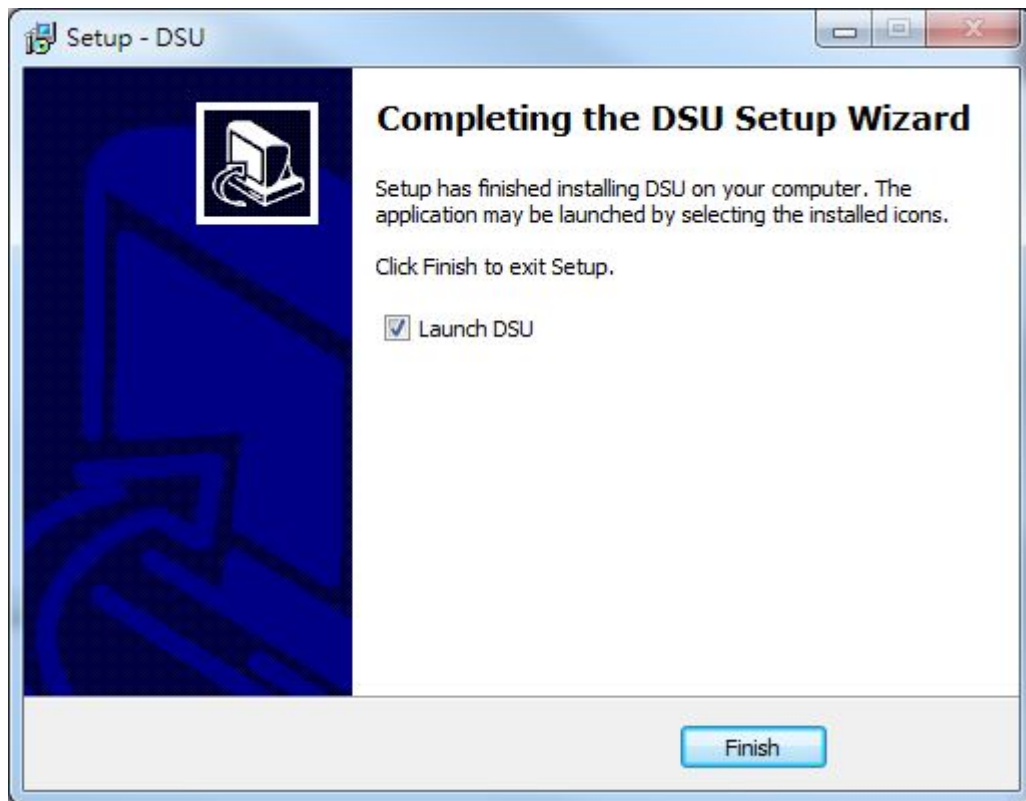 Setup - DSU
Completing the DSU Setup Wizard
Setup has finished installing DSU on your computer. The
application may be launched by selecting the installed icons.
Click Finish to exit Setup.
Launch DSU
Finish